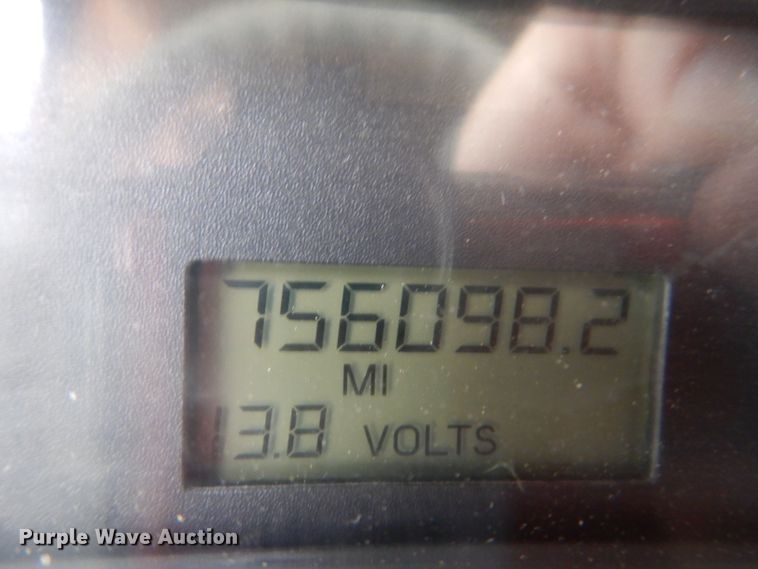 756098.2
MI
13.8 VOLTS
Purple Wave Auction